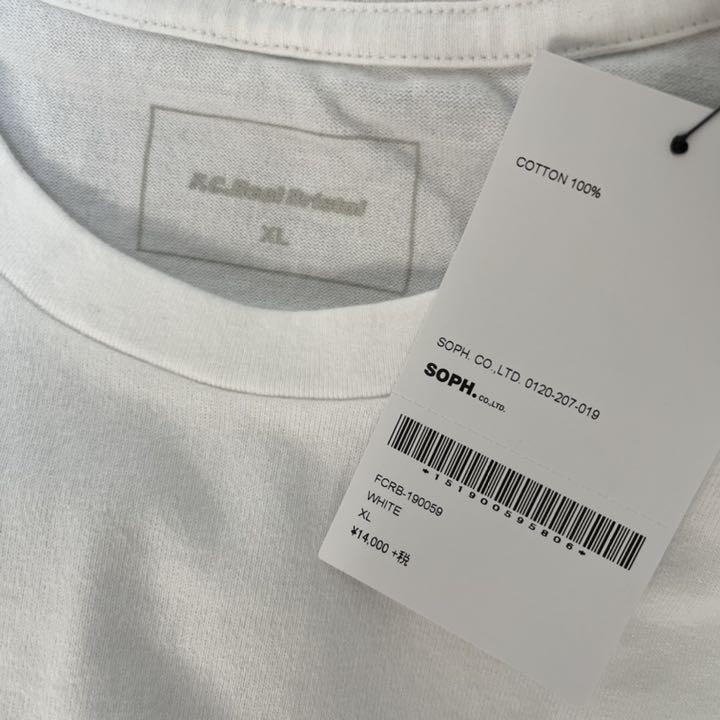 F.C.Real Bristol
XL
COTTON 100%
SOPH. CO.,LTD. 0120-207-019
SOPH. CO.,LTD.
*151900595806*
FCRB-190059
WHITE
XL
¥14,000 +税